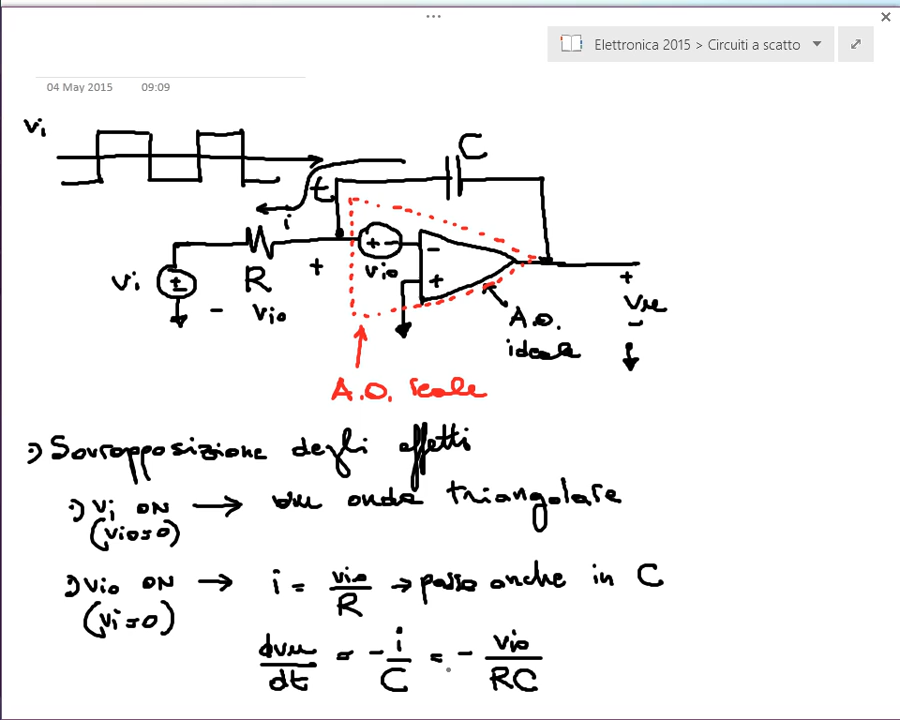 Elettronica 2015 > Circuiti a scatto
04 May 2015 09:09
Vi
t
C
i
R
Vi
+
- Vio
+ -
Vio
-
+
A.O.
ideale
+
Vu
-
A.O. reale
:) Sovrapposizione degli effetti
:) Vi ON → vu onda triangolare
(vio=0)
:) Vio ON → i = vio/R → passa anche in C
(vi=0)
dvu/dt = - i/C = - vio/RC